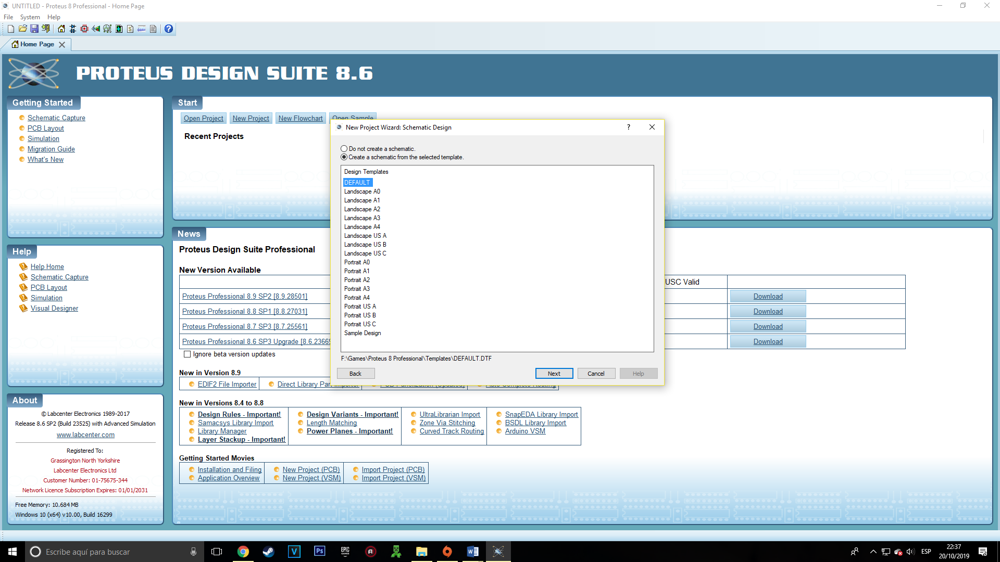 UNTITLED - Proteus 8 Professional - Home Page
File System Help
Home Page
PROTEUS DESIGN SUITE 8.6
Getting Started
Schematic Capture
PCB Layout
Simulation
Migration Guide
What's New
Help
Help Home
Schematic Capture
PCB Layout
Simulation
Visual Designer
About
© Labcenter Electronics 1989-2017
Release 8.6 SP2 (Build 23525) with Advanced Simulation
www.labcenter.com
Registered To:
Grassington North Yorkshire
Labcenter Electronics Ltd
Customer Number: 01-75675-344
Network Licence Subscription Expires: 01/01/2031
Free Memory: 10.684 MB
Windows 10 (x64) v10.00, Build 16299
Start
Open Project New Project New Flowchart Open Sample
Recent Projects
New Project Wizard: Schematic Design
Do not create a schematic.
Create a schematic from the selected template.
Design Templates
DEFAULT
Landscape A0
Landscape A1
Landscape A2
Landscape A3
Landscape A4
Landscape US A
Landscape US B
Landscape US C
Portrait A0
Portrait A1
Portrait A2
Portrait A3
Portrait A4
Portrait US A
Portrait US B
Portrait US C
Sample Design
F:\Games\Proteus 8 Professional\Templates\DEFAULT.DTF
Back Next Cancel Help
News
Proteus Design Suite Professional
New Version Available
USC Valid
Proteus Professional 8.9 SP2 [8.9.28501] Download
Proteus Professional 8.8 SP1 [8.8.27031] Download
Proteus Professional 8.7 SP3 [8.7.25561] Download
Proteus Professional 8.6 SP3 Upgrade [8.6.23669 Download
Ignore beta version updates
New in Version 8.9
EDIF2 File Importer Direct Library Part Importer PCB Panelization (Updated) Auto Complete Routing
New in Versions 8.4 to 8.8
Design Rules - Important! Design Variants - Important! UltraLibrarian Import SnapEDA Library Import
Samacsys Library Import Length Matching Zone Via Stitching BSDL Library Import
Library Manager Power Planes - Important! Curved Track Routing Arduino VSM
Layer Stackup - Important!
Getting Started Movies
Installation and Filing New Project (PCB) Import Project (PCB)
Application Overview New Project (VSM) Import Project (VSM)
Escribe aquí para buscar
ESP
22:37
20/10/2019